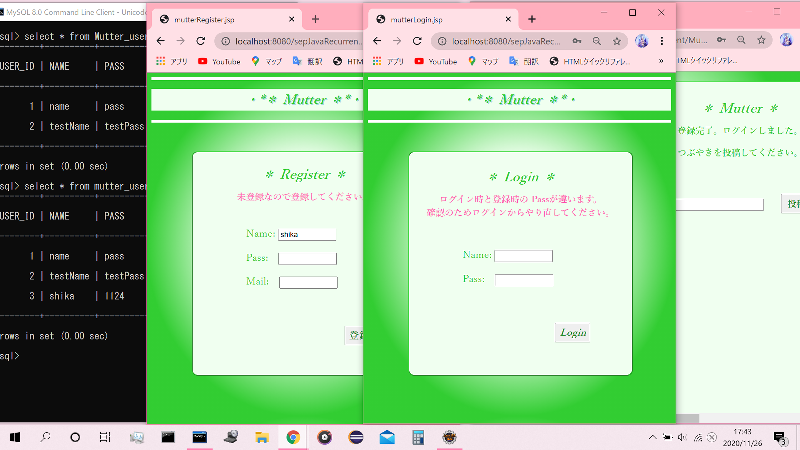 MySQL 8.0 Command Line Client - Unicode
sql> select * from Mutter_user
USER_ID | NAME | PASS
1 | name | pass
2 | testName | testPass
rows in set (0.00 sec)
sql> select * from mutter_user
USER_ID | NAME | PASS
1 | name | pass
2 | testName | testPass
3 | shika | 1124
rows in set (0.00 sec)
sql>
mutterRegister.jsp
localhost:8080/sepJavaRecurren...
アプリ YouTube マップ 翻訳 HTM
・*＊ Mutter ＊*・
＊ Register ＊
未登録なので登録してください
Name: shika
Pass:
Mail:
登録
mutterLogin.jsp
localhost:8080/sepJavaRec...
アプリ YouTube マップ 翻訳 HTMLクイックリファレ... »
・*＊ Mutter ＊*・
＊ Login ＊
ログイン時と登録時の Passが違います。
確認のためログインからやり直してください。
Name:
Pass:
Login
nt/Mu...
クイックリファレ...
＊ Mutter ＊
登録完了。ログインしました。
つぶやきを投稿してください。
投稿
17:43
2020/11/26
3